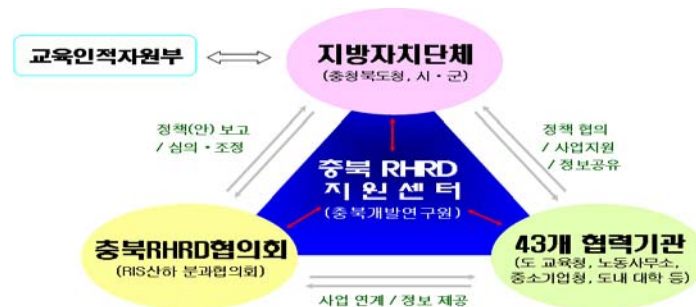 교육인적자원부
지방자치단체
(충청북도청, 시·군)
정책(안) 보고
/ 심의·조정
정책 협의
/ 사업지원
/ 정보공유
충북 RHRD
지원센터
(충북개발연구원)
충북RHRD협의회
(RIS산하 분과협의회)
43개 협력기관
(도 교육청, 노동사무소,
중소기업청, 도내 대학 등)
사업 연계 / 정보 제공